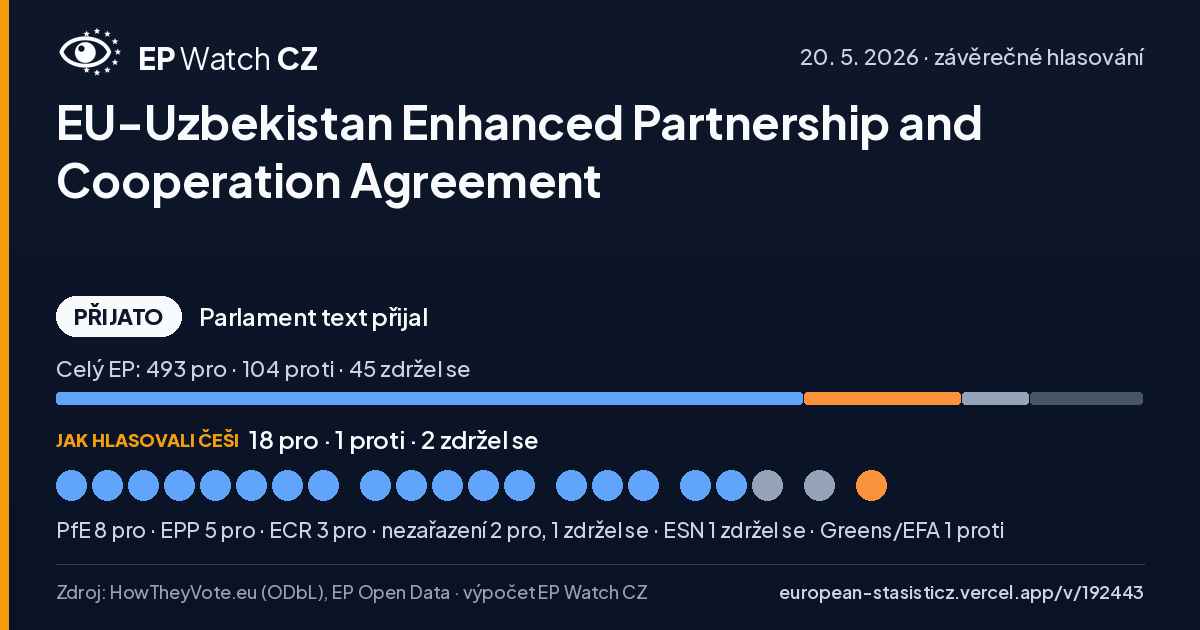 EP Watch CZ
20. 5. 2026 · závěrečné hlasování
EU–Uzbekistan Enhanced Partnership and
Cooperation Agreement
PŘIJATO Parlament text přijal
Celý EP: 493 pro · 104 proti · 45 zdržel se
JAK HLASOVALI ČEŠI 18 pro · 1 proti · 2 zdržel se
PfE 8 pro · EPP 5 pro · ECR 3 pro · nezařazení 2 pro, 1 zdržel se · ESN 1 zdržel se · Greens/EFA 1 proti
Zdroj: HowTheyVote.eu (ODbL), EP Open Data · výpočet EP Watch CZ
european-stasisticz.vercel.app/v/192443